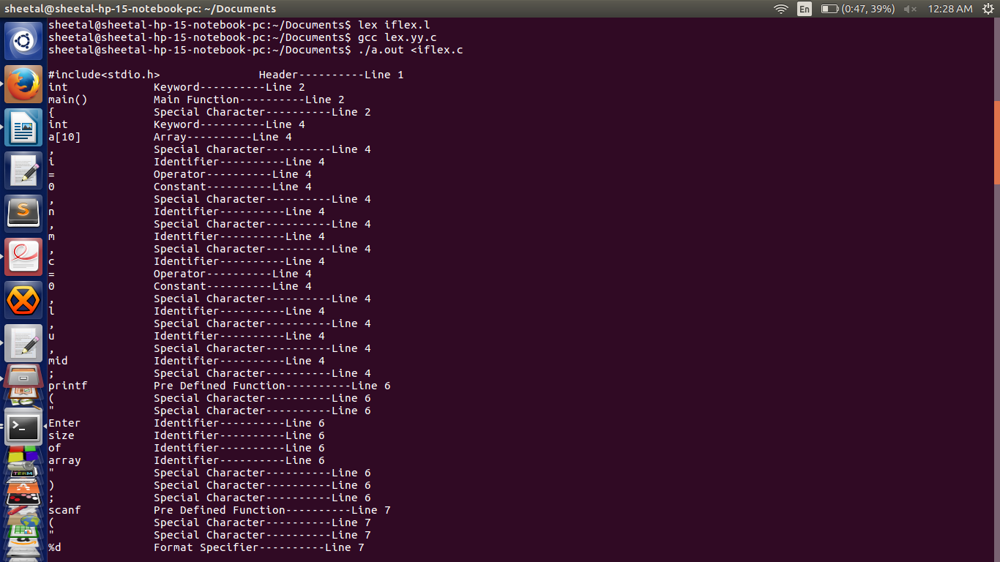 sheetal@sheetal-hp-15-notebook-pc: ~/Documents En (0:47, 39%) 12:28 AM
sheetal@sheetal-hp-15-notebook-pc:~/Documents$ lex iflex.l
sheetal@sheetal-hp-15-notebook-pc:~/Documents$ gcc lex.yy.c
sheetal@sheetal-hp-15-notebook-pc:~/Documents$ ./a.out <iflex.c
#include<stdio.h> Header----------Line 1
int Keyword----------Line 2
main() Main Function----------Line 2
{ Special Character----------Line 2
int Keyword----------Line 4
a[10] Array----------Line 4
, Special Character----------Line 4
i Identifier----------Line 4
= Operator----------Line 4
0 Constant----------Line 4
, Special Character----------Line 4
n Identifier----------Line 4
, Special Character----------Line 4
m Identifier----------Line 4
, Special Character----------Line 4
c Identifier----------Line 4
= Operator----------Line 4
0 Constant----------Line 4
, Special Character----------Line 4
l Identifier----------Line 4
, Special Character----------Line 4
u Identifier----------Line 4
, Special Character----------Line 4
mid Identifier----------Line 4
; Special Character----------Line 4
printf Pre Defined Function----------Line 6
( Special Character----------Line 6
" Special Character----------Line 6
Enter Identifier----------Line 6
size Identifier----------Line 6
of Identifier----------Line 6
array Identifier----------Line 6
" Special Character----------Line 6
) Special Character----------Line 6
; Special Character----------Line 6
scanf Pre Defined Function----------Line 7
( Special Character----------Line 7
" Special Character----------Line 7
%d Format Specifier----------Line 7
S
>_
TERM
A
a